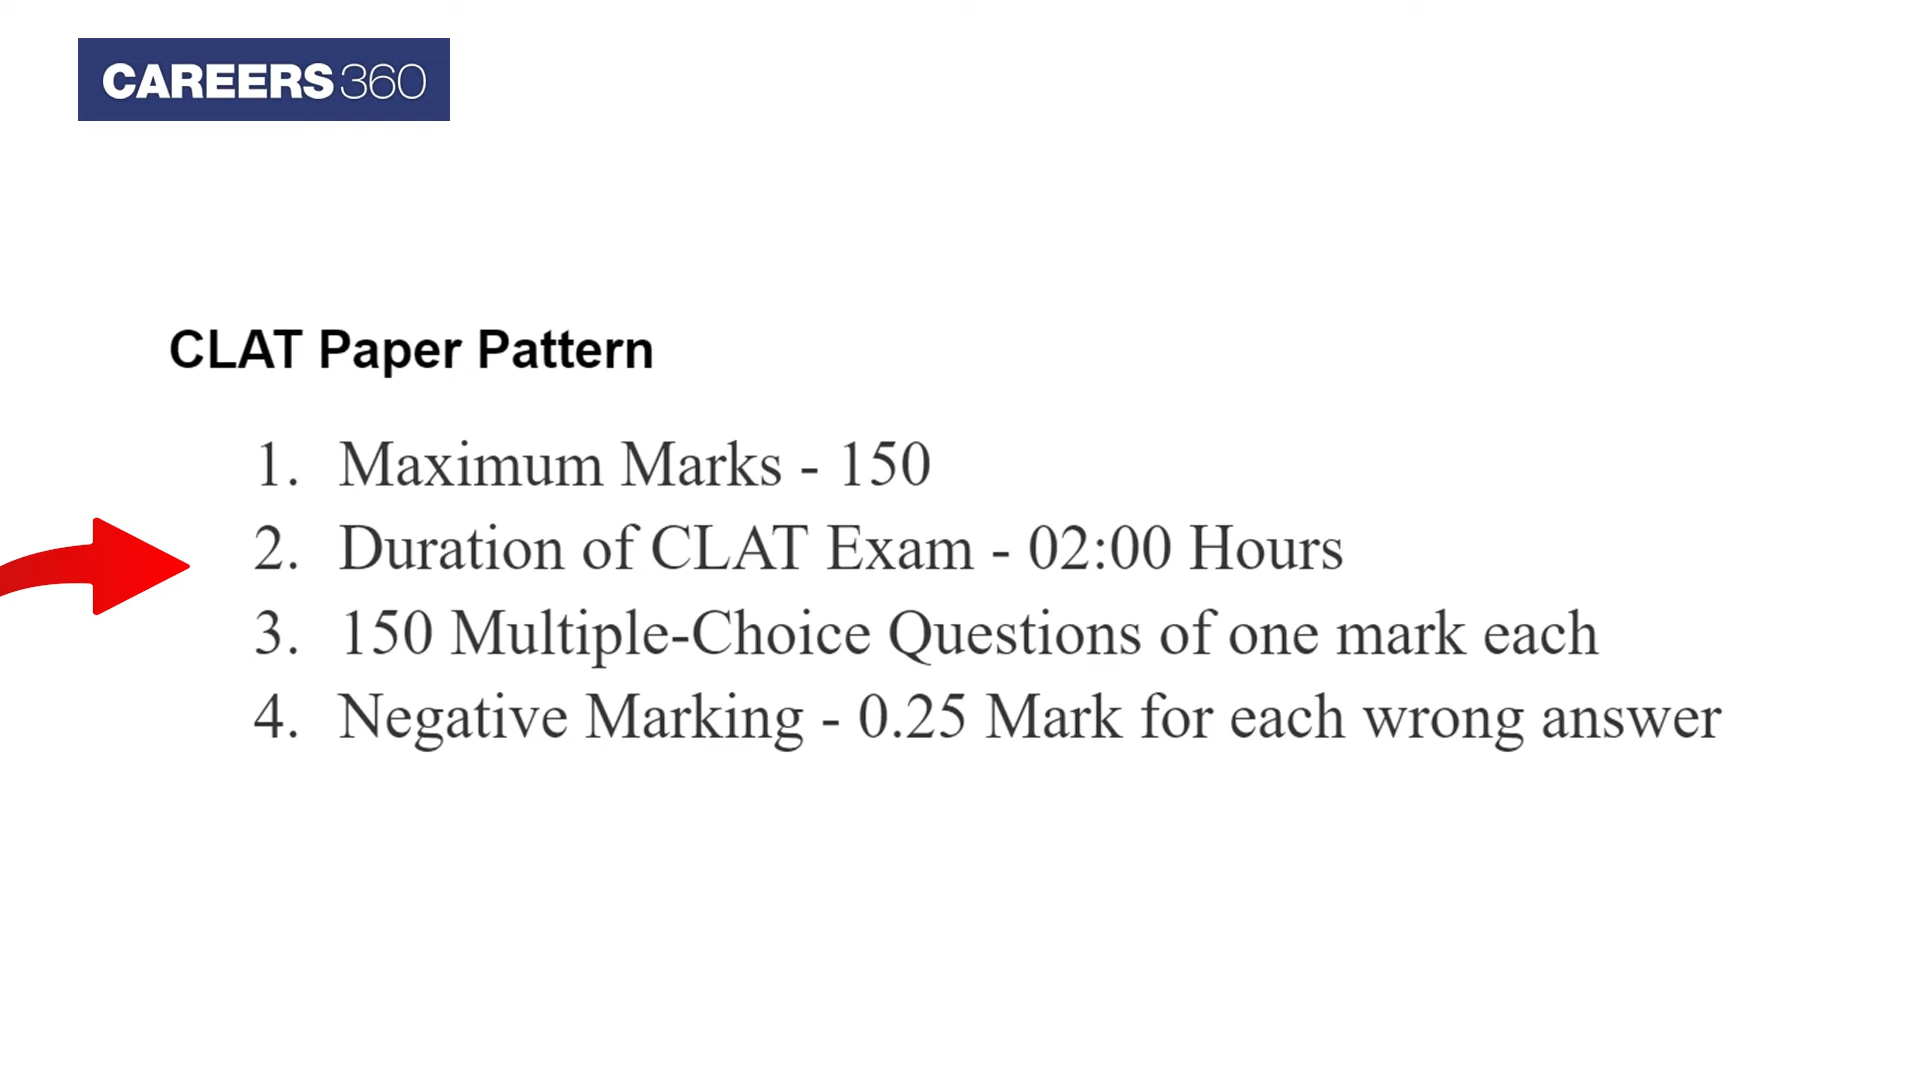 CAREERS360
CLAT Paper Pattern
1. Maximum Marks - 150
2. Duration of CLAT Exam - 02:00 Hours
3. 150 Multiple-Choice Questions of one mark each
4. Negative Marking - 0.25 Mark for each wrong answer